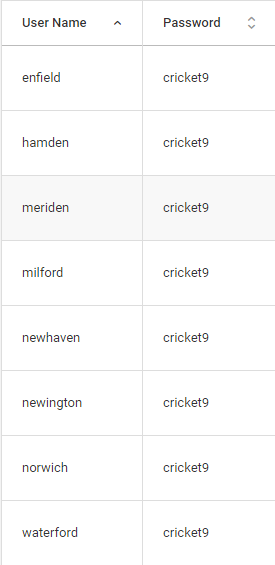 User Name Password
enfield cricket9
hamden cricket9
meriden cricket9
milford cricket9
newhaven cricket9
newington cricket9
norwich cricket9
waterford cricket9